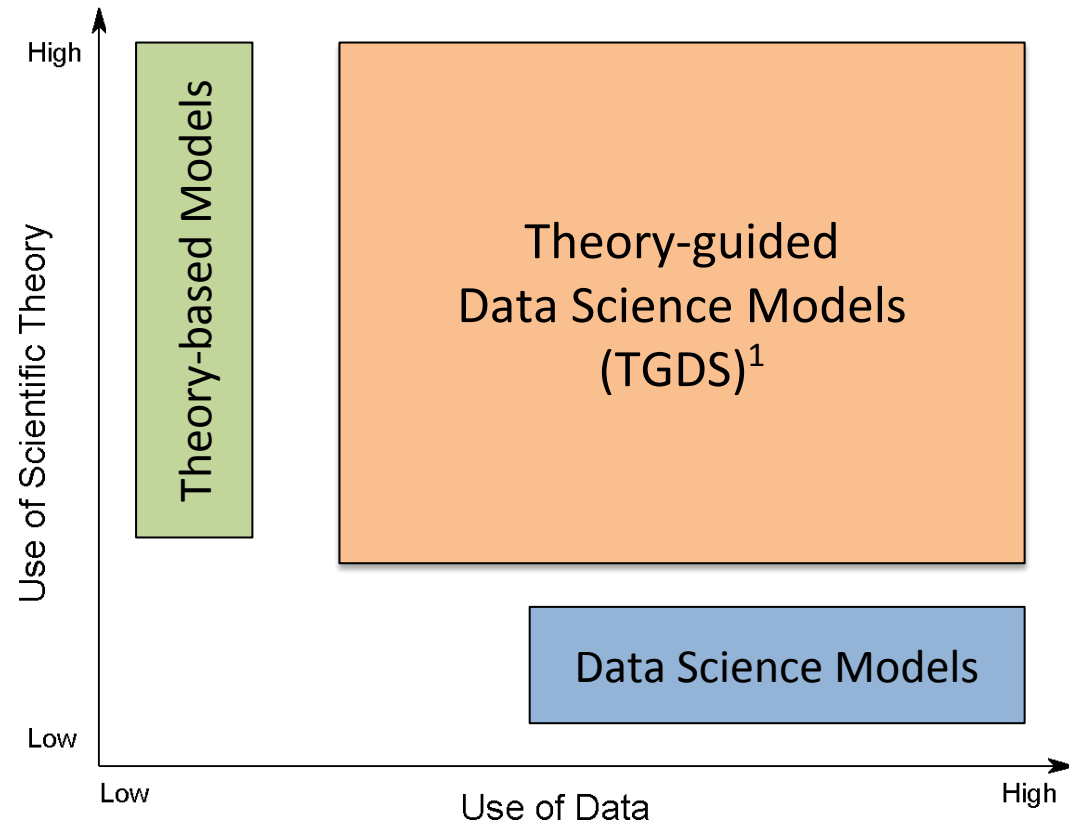 High
Use of Scientific Theory
Low
Theory-based Models
Theory-guided
Data Science Models
(TGDS)¹
Data Science Models
Low
Use of Data
High